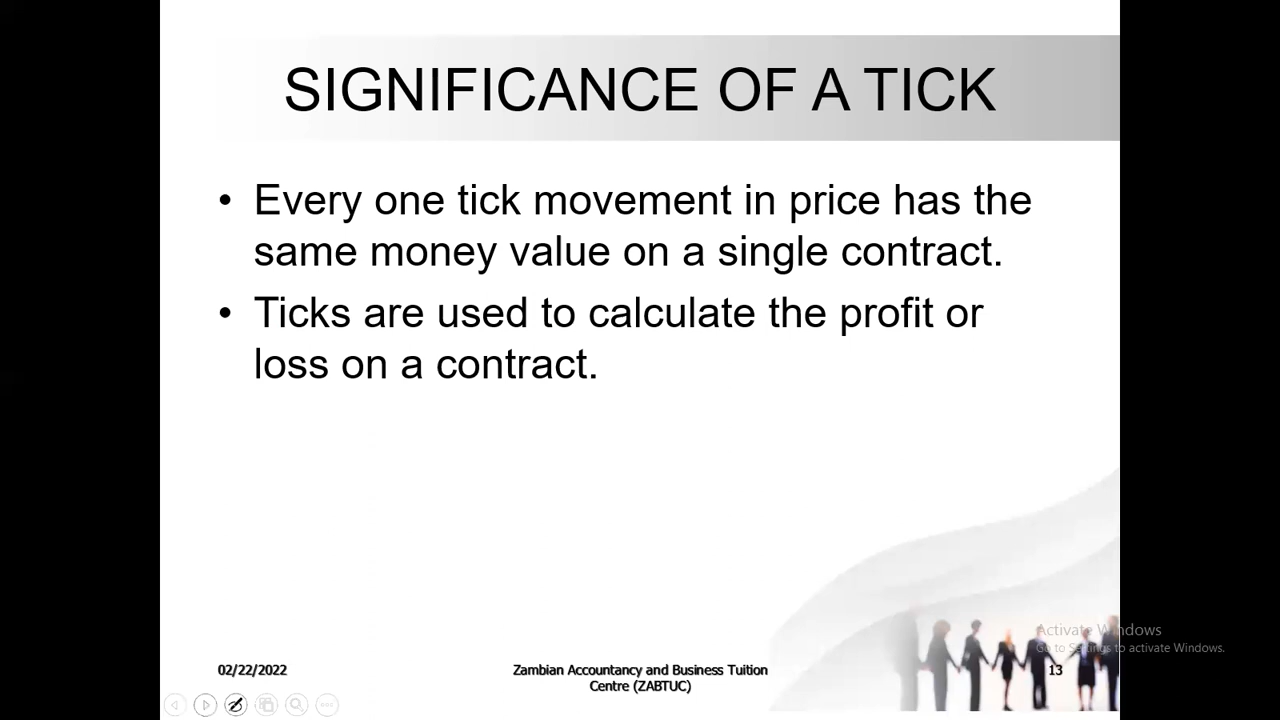 SIGNIFICANCE OF A TICK
• Every one tick movement in price has the
same money value on a single contract.
• Ticks are used to calculate the profit or
loss on a contract.
Activate Windows
Go to Settings to activate Windows.
02/22/2022
Zambian Accountancy and Business Tuition
Centre (ZABTUC)
13